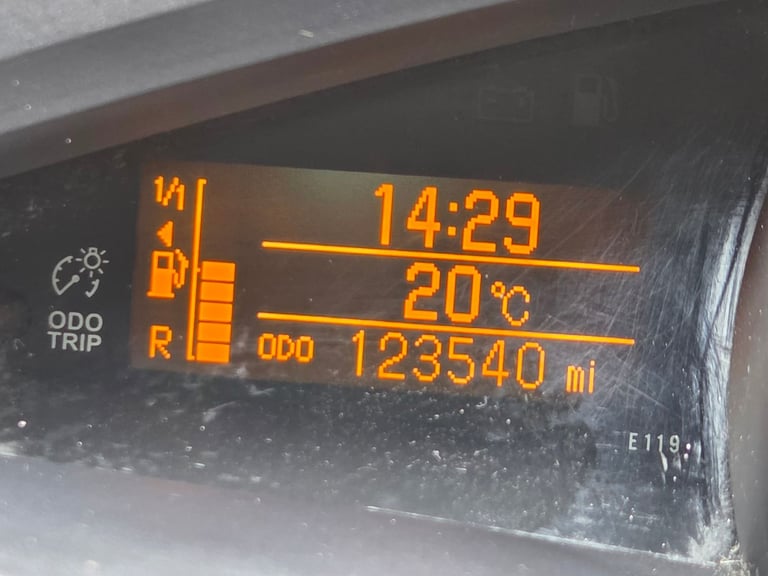 1/1 14:29
20°C
R ODO 123540 mi
ODO
TRIP
E119